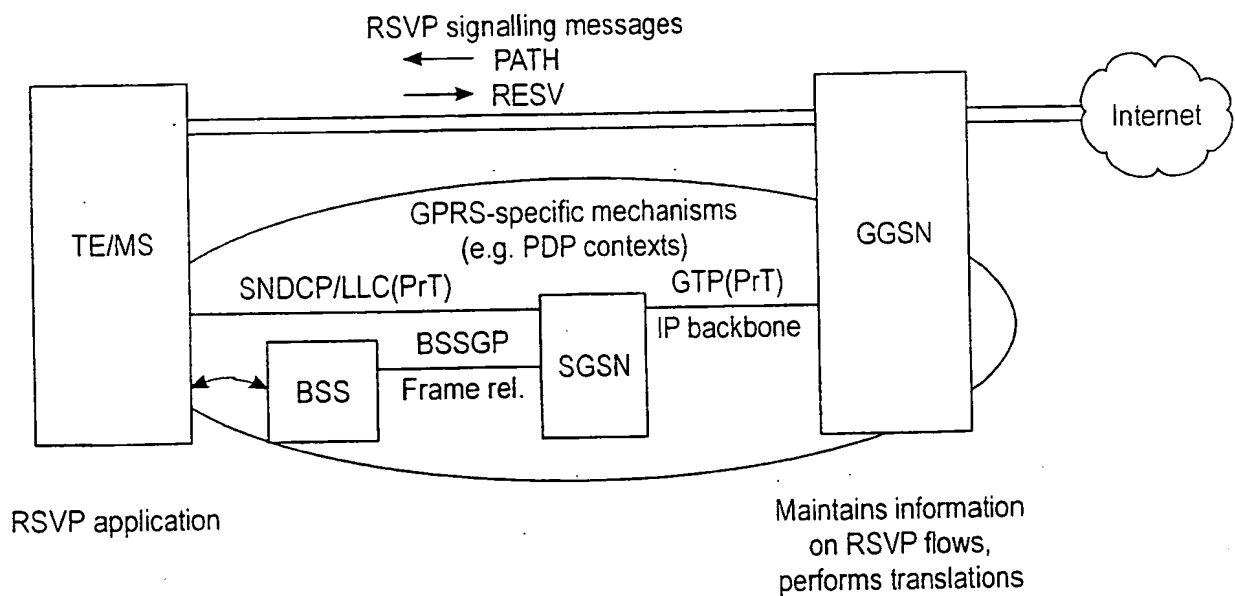 RSVP signalling messages
PATH
RESV
Internet
TE/MS
GPRS-specific mechanisms
(e.g. PDP contexts)
GGSN
SNDCP/LLC(PrT)
GTP(PrT)
IP backbone
BSSGP
SGSN
BSS
Frame rel.
RSVP application
Maintains information
on RSVP flows,
performs translations